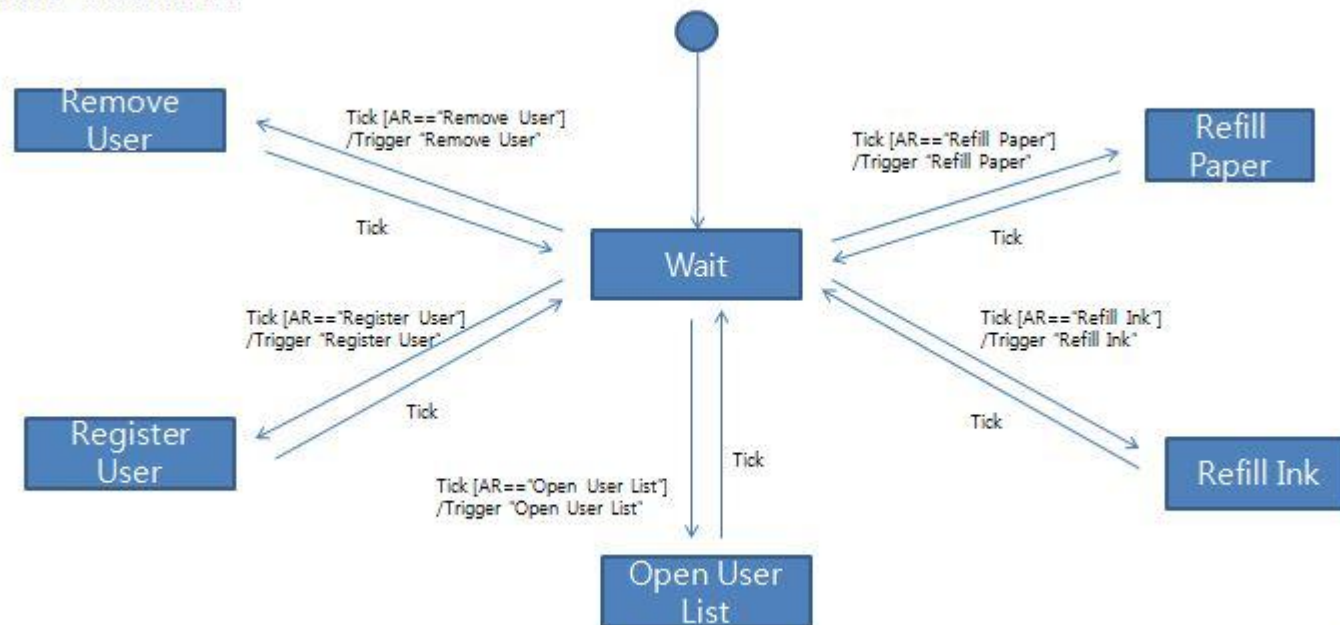 Remove
User
Tick [AR=="Remove User"]
/Trigger "Remove User"
Tick
Tick [AR=="Refill Paper"]
/Trigger "Refill Paper"
Refill
Paper
Tick
Wait
Tick [AR=="Register User"]
/Trigger "Register User"
Tick
Register
User
Tick [AR=="Refill Ink"]
/Trigger "Refill Ink"
Tick
Refill Ink
Tick [AR=="Open User List"]
/Trigger "Open User List"
Tick
Open User
List